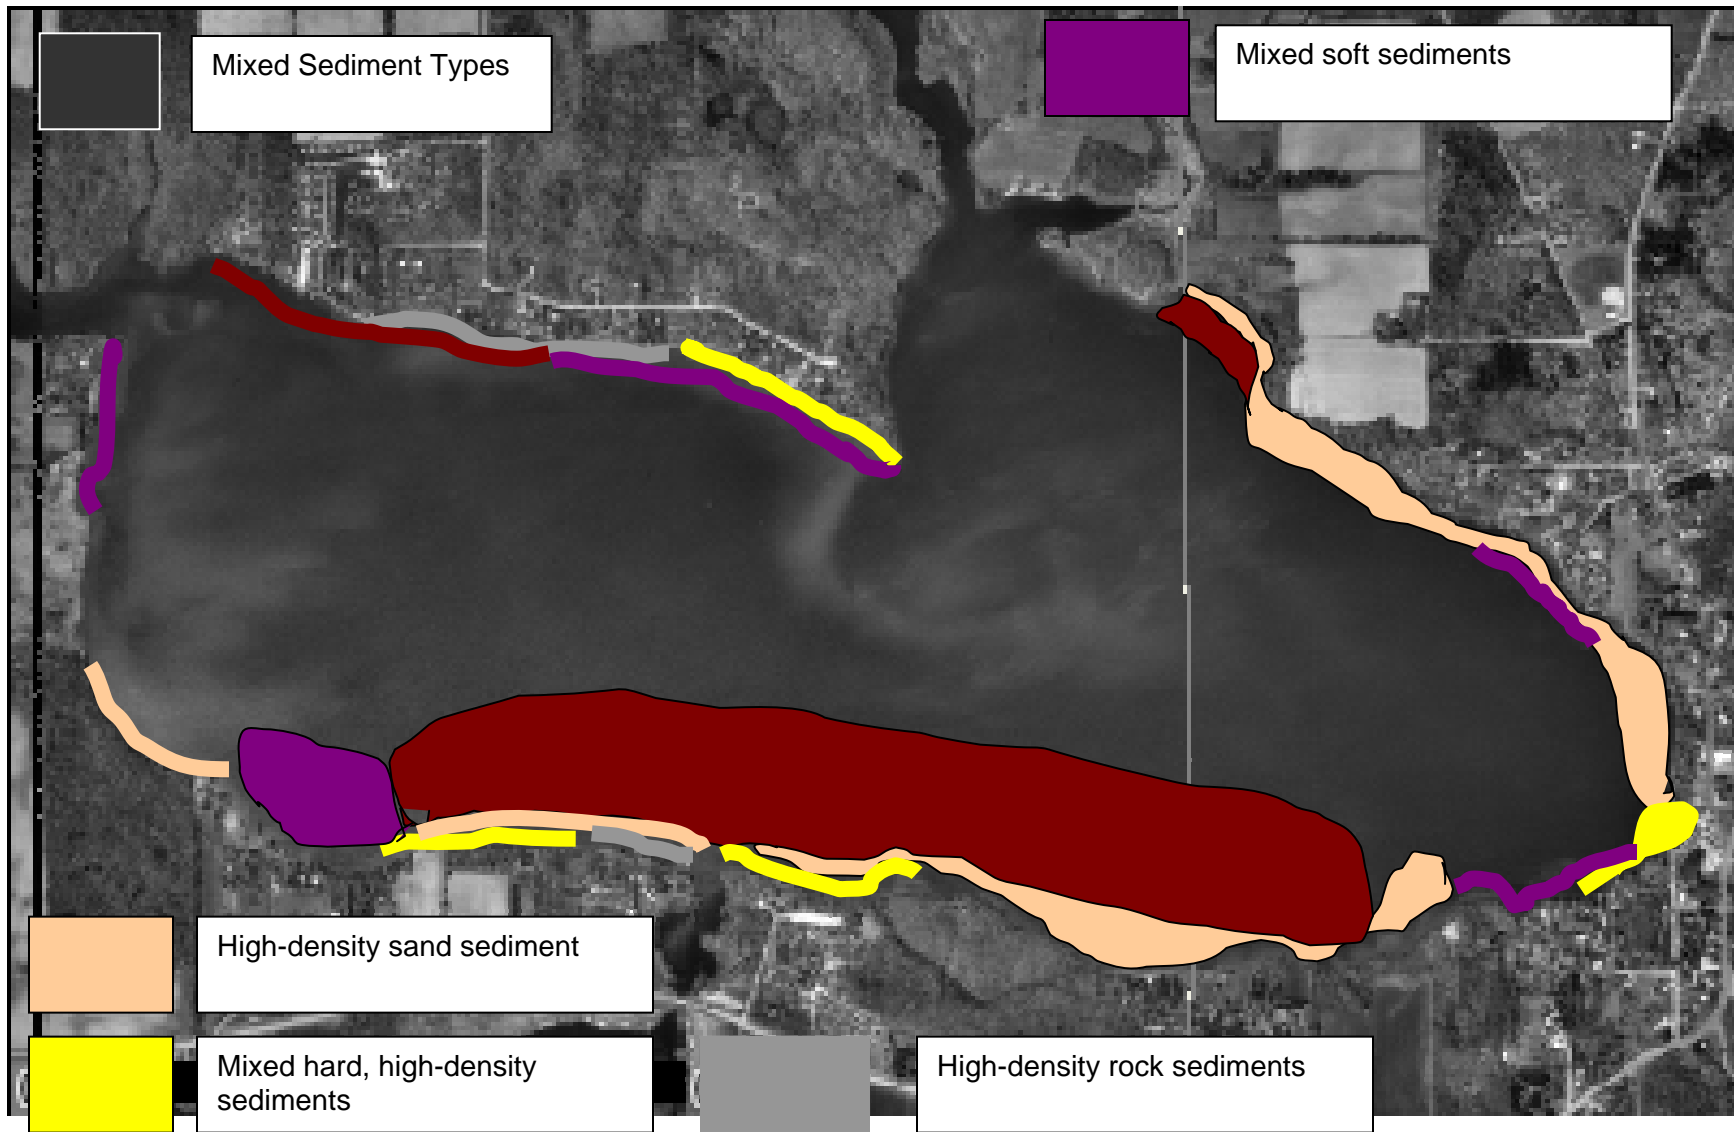 Mixed Sediment Types
Mixed soft sediments
High-density sand sediment
Mixed hard, high-density
sediments
High-density rock sediments